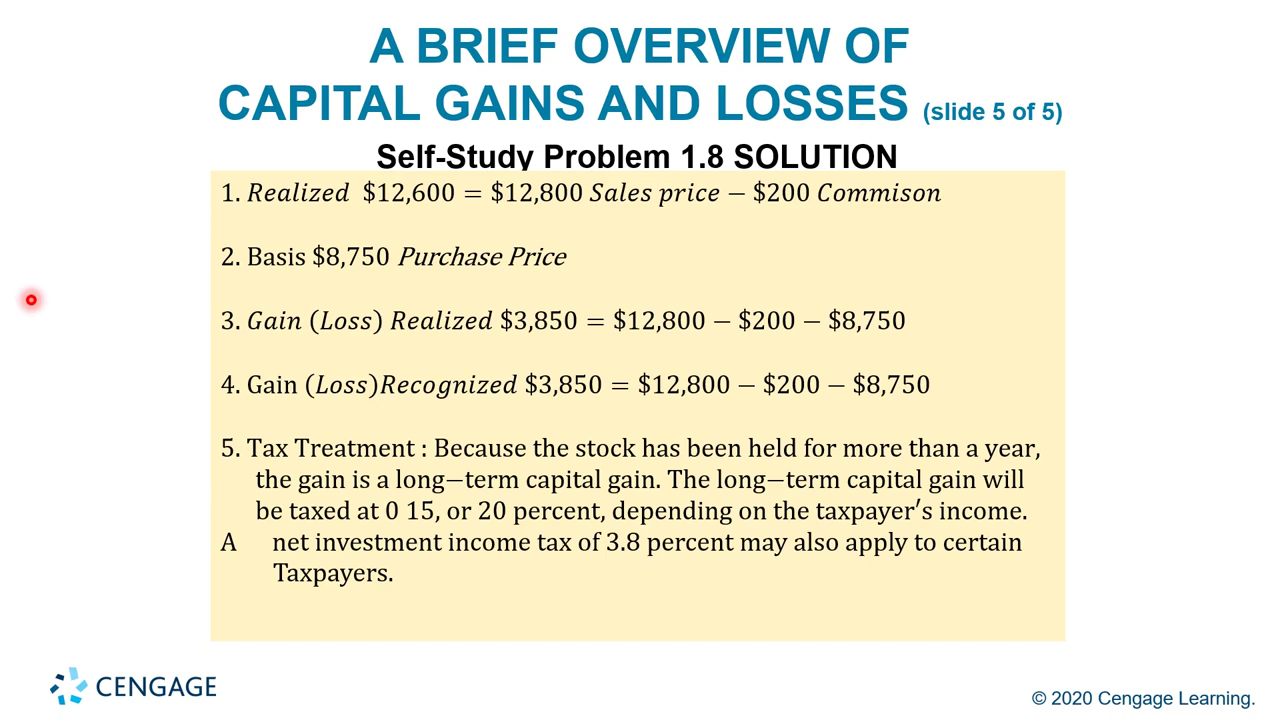 A BRIEF OVERVIEW OF
CAPITAL GAINS AND LOSSES (slide 5 of 5)
Self-Study Problem 1.8 SOLUTION
1. Realized $12,600 = $12,800 Sales price − $200 Commison
2. Basis $8,750 Purchase Price
3. Gain (Loss) Realized $3,850 = $12,800 − $200 − $8,750
4. Gain (Loss)Recognized $3,850 = $12,800 − $200 − $8,750
5. Tax Treatment : Because the stock has been held for more than a year,
the gain is a long−term capital gain. The long−term capital gain will
be taxed at 0 15, or 20 percent, depending on the taxpayer′s income.
A net investment income tax of 3.8 percent may also apply to certain
Taxpayers.
CENGAGE
© 2020 Cengage Learning.